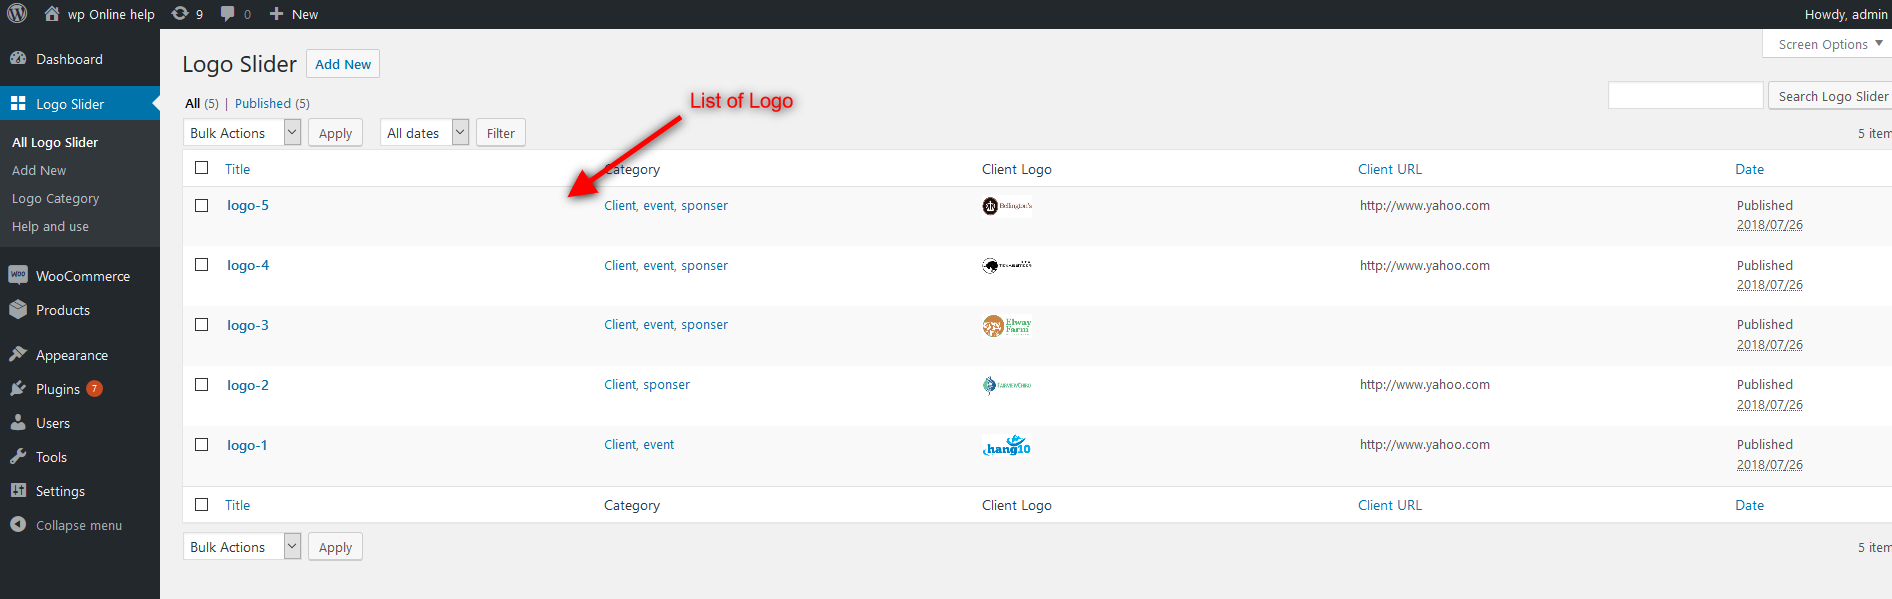 wp Online help 9 0 New Howdy, admin
Screen Options
Dashboard
Logo Slider
All Logo Slider
Add New
Logo Category
Help and use
WooCommerce
Products
Appearance
Plugins 7
Users
Tools
Settings
Collapse menu
Logo Slider Add New
All (5) | Published (5)
Search Logo Slider
List of Logo
Bulk Actions Apply All dates Filter
5 item
Title Category Client Logo Client URL Date
logo-5 Client, event, sponser Bellington's http://www.yahoo.com Published
2018/07/26
logo-4 Client, event, sponser http://www.yahoo.com Published
2018/07/26
logo-3 Client, event, sponser Elway Farm Published
2018/07/26
logo-2 Client, sponser http://www.yahoo.com Published
2018/07/26
logo-1 Client, event hang10 http://www.yahoo.com Published
2018/07/26
Title Category Client Logo Client URL Date
Bulk Actions Apply
5 item